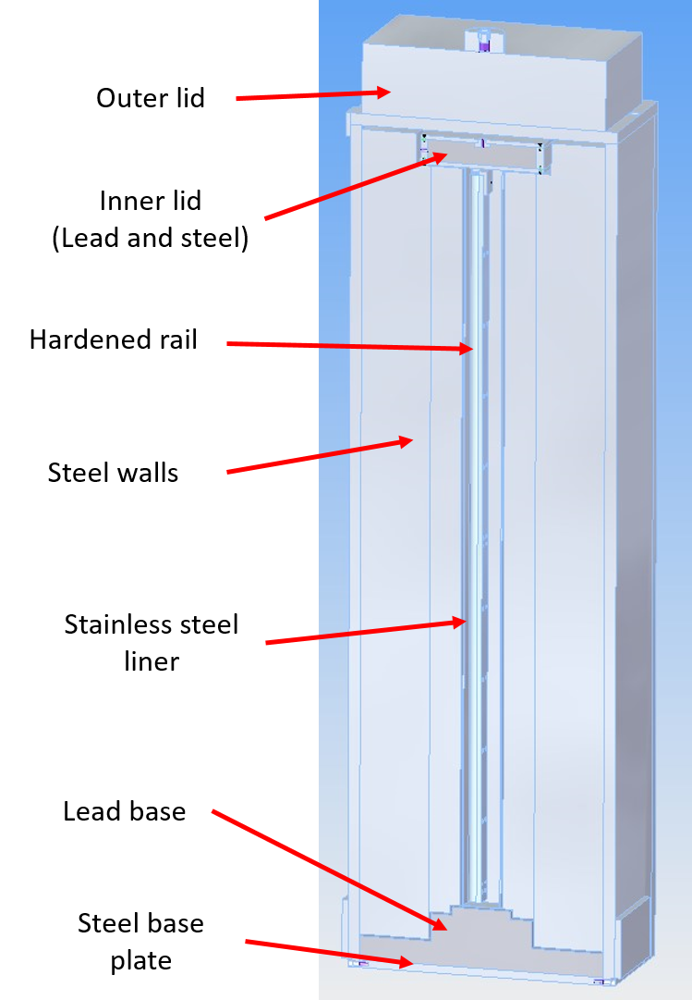 Outer lid
Inner lid
(Lead and steel)
Hardened rail
Steel walls
Stainless steel
liner
Lead base
Steel base
plate